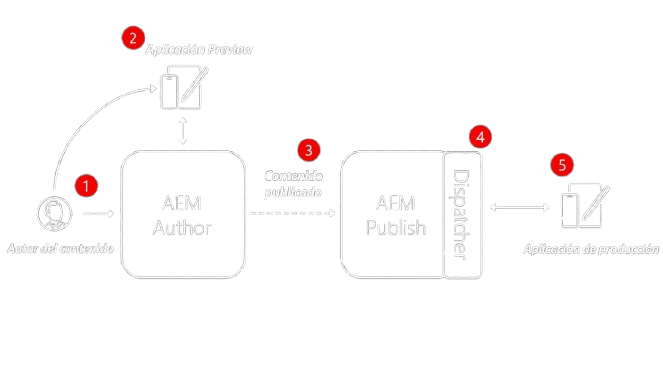 2
Aplicación Preview
1
Autor del contenido
AEM
Author
3
Contenido
publicado
AEM
Publish
4
Dispatcher
5
Aplicación de producción